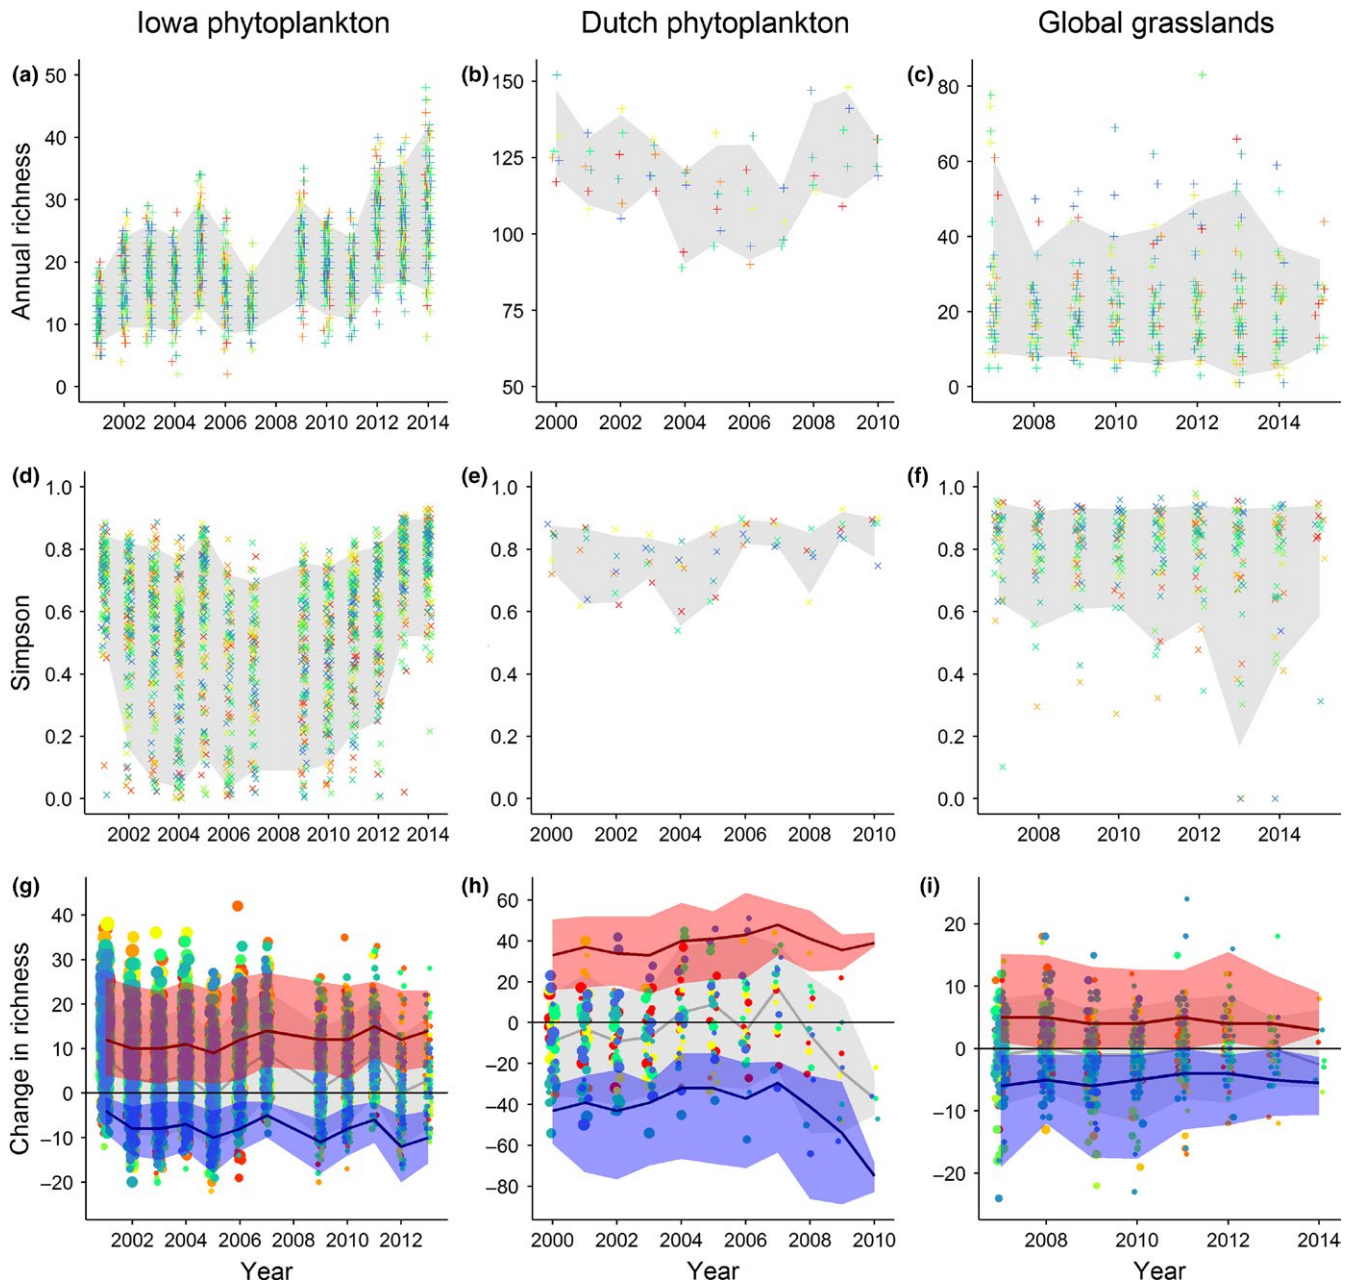 Iowa phytoplankton Dutch phytoplankton Global grasslands
(a) (b) (c)
Annual richness
50 40 30 20 10 0
150 125 100 75 50
80 60 40 20 0
2002 2004 2006 2008 2010 2012 2014
2000 2002 2004 2006 2008 2010
2008 2010 2012 2014
(d) (e) (f)
Simpson
1.0 0.8 0.6 0.4 0.2 0.0
1.0 0.8 0.6 0.4 0.2 0.0
1.0 0.8 0.6 0.4 0.2 0.0
2002 2004 2006 2008 2010 2012 2014
2000 2002 2004 2006 2008 2010
2008 2010 2012 2014
(g) (h) (i)
Change in richness
40 30 20 10 0 −10 −20
60 40 20 0 −20 −40 −60 −80
20 10 0 −10 −20
2002 2004 2006 2008 2010 2012
2000 2002 2004 2006 2008 2010
2008 2010 2012 2014
Year Year Year